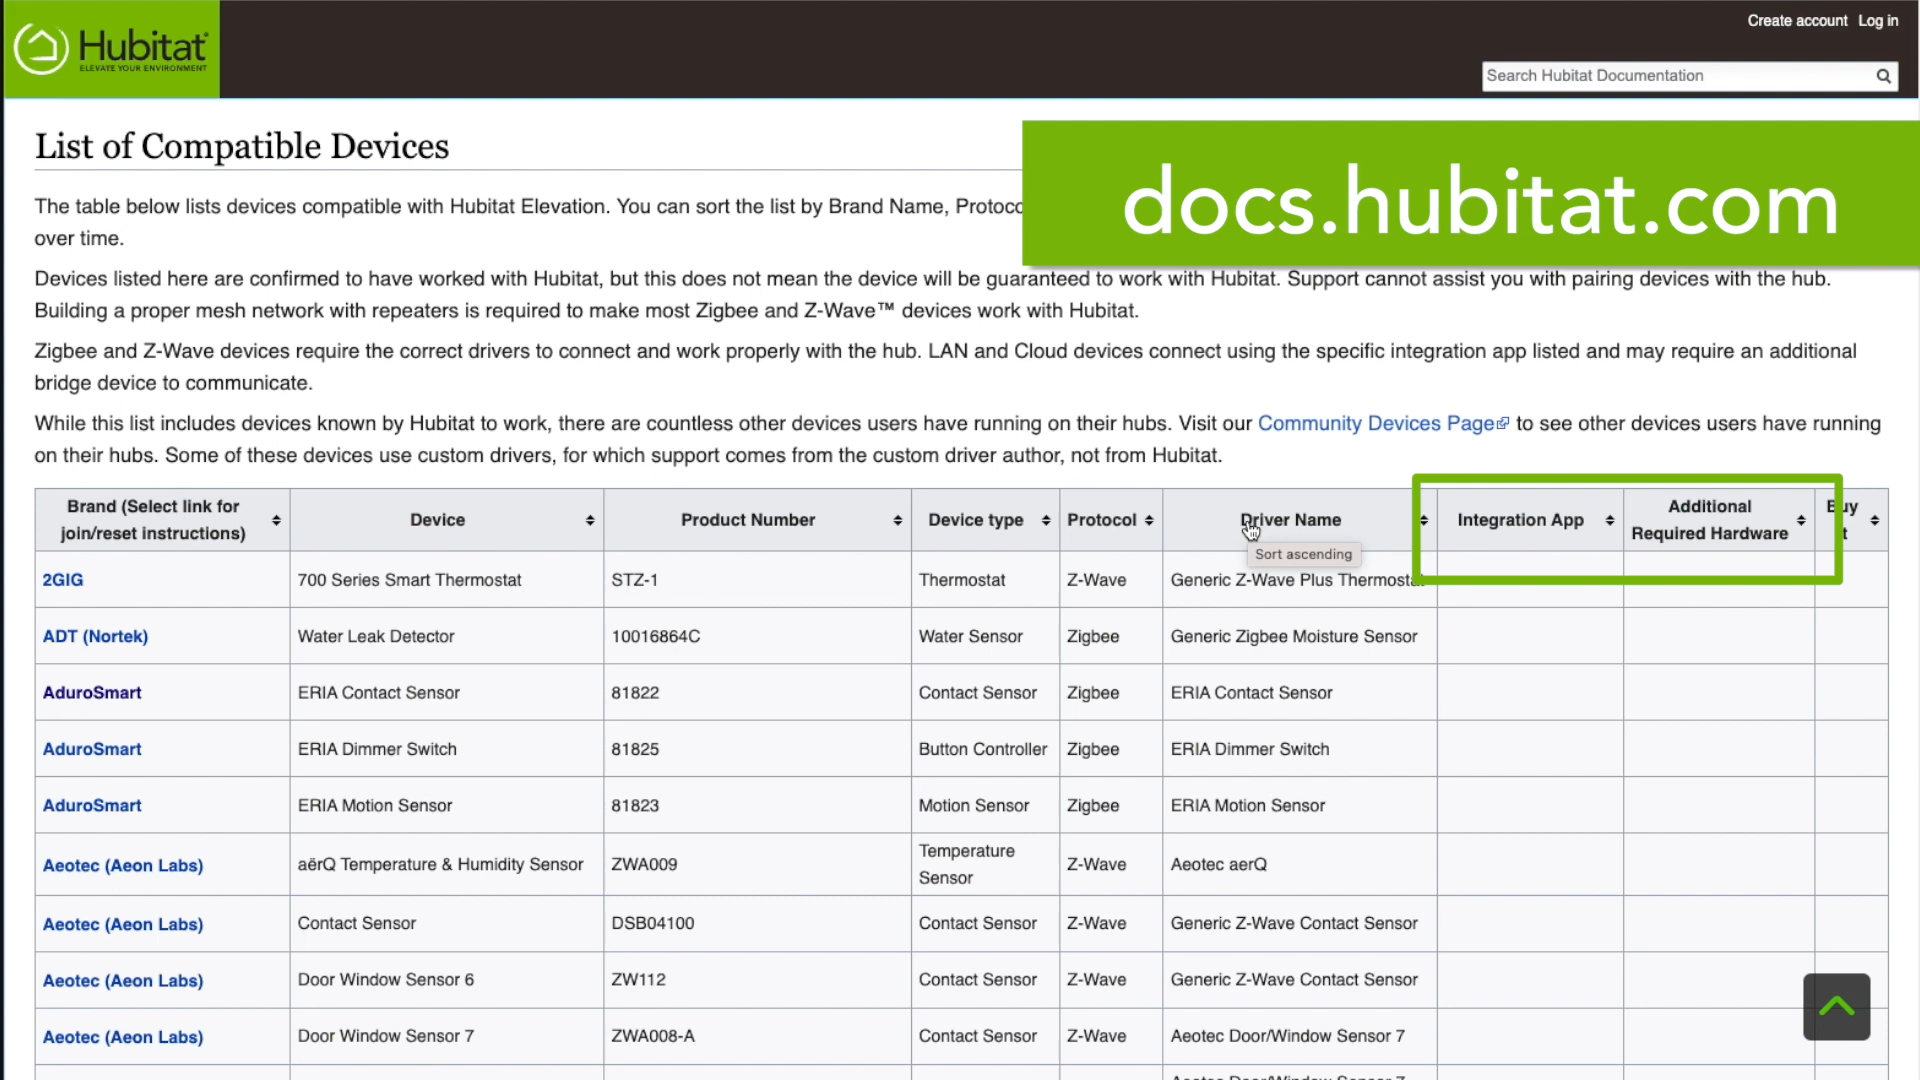 Create account Log in
Hubitat®
ELEVATE YOUR ENVIRONMENT
Search Hubitat Documentation
List of Compatible Devices
docs.hubitat.com
The table below lists devices compatible with Hubitat Elevation. You can sort the list by Brand Name,
over time.
Devices listed here are confirmed to have worked with Hubitat, but this does not mean the device will be guaranteed to work with Hubitat. Support cannot assist you with pairing devices with the hub.
Building a proper mesh network with repeaters is required to make most Zigbee and Z-Wave™ devices work with Hubitat.
Zigbee and Z-Wave devices require the correct drivers to connect and work properly with the hub. LAN and Cloud devices connect using the specific integration app listed and may require an additional
bridge device to communicate.
While this list includes devices known by Hubitat to work, there are countless other devices users have running on their hubs. Visit our Community Devices Page to see other devices users have running
on their hubs. Some of these devices use custom drivers, for which support comes from the custom driver author, not from Hubitat.
Brand (Select link for
join/reset instructions)
Device
Product Number
Device type
Protocol
Driver Name
Integration App
Additional
Required Hardware
Sort ascending
2GIG 700 Series Smart Thermostat STZ-1 Thermostat Z-Wave Generic Z-Wave Plus
ADT (Nortek) Water Leak Detector 10016864C Water Sensor Zigbee Generic Zigbee Moisture Sensor
AduroSmart ERIA Contact Sensor 81822 Contact Sensor Zigbee ERIA Contact Sensor
AduroSmart ERIA Dimmer Switch 81825 Button Controller Zigbee ERIA Dimmer Switch
AduroSmart ERIA Motion Sensor 81823 Motion Sensor Zigbee ERIA Motion Sensor
Aeotec (Aeon Labs) aërQ Temperature & Humidity Sensor ZWA009 Temperature
Sensor Z-Wave Aeotec aerQ
Aeotec (Aeon Labs) Contact Sensor DSB04100 Contact Sensor Z-Wave Generic Z-Wave Contact Sensor
Aeotec (Aeon Labs) Door Window Sensor 6 ZW112 Contact Sensor Z-Wave Generic Z-Wave Contact Sensor
Aeotec (Aeon Labs) Door Window Sensor 7 ZWA008-A Contact Sensor Z-Wave Aeotec Door/Window Sensor 7